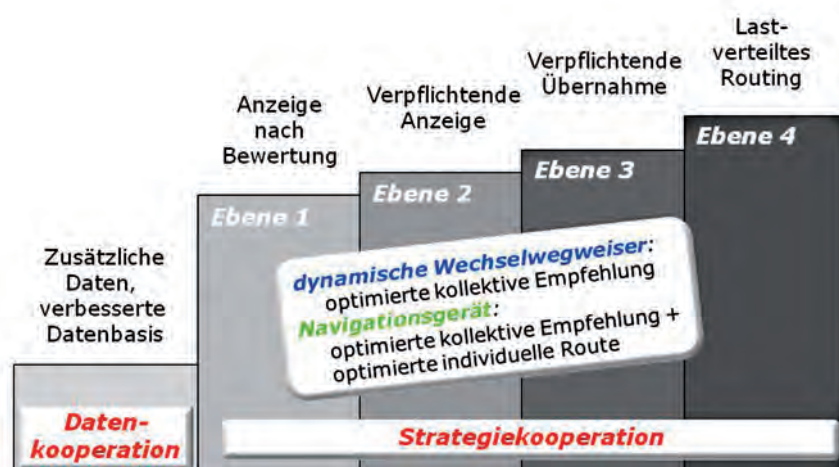 Zusätzliche
Daten,
verbesserte
Datenbasis
Daten-
kooperation
Anzeige
nach
Bewertung
Ebene 1
Verpflichtende
Anzeige
Ebene 2
Verpflichtende
Übernahme
Ebene 3
Last-
verteiltes
Routing
Ebene 4
dynamische Wechselwegweiser:
optimierte kollektive Empfehlung
Navigationsgerät:
optimierte kollektive Empfehlung +
optimierte individuelle Route
Strategiekooperation